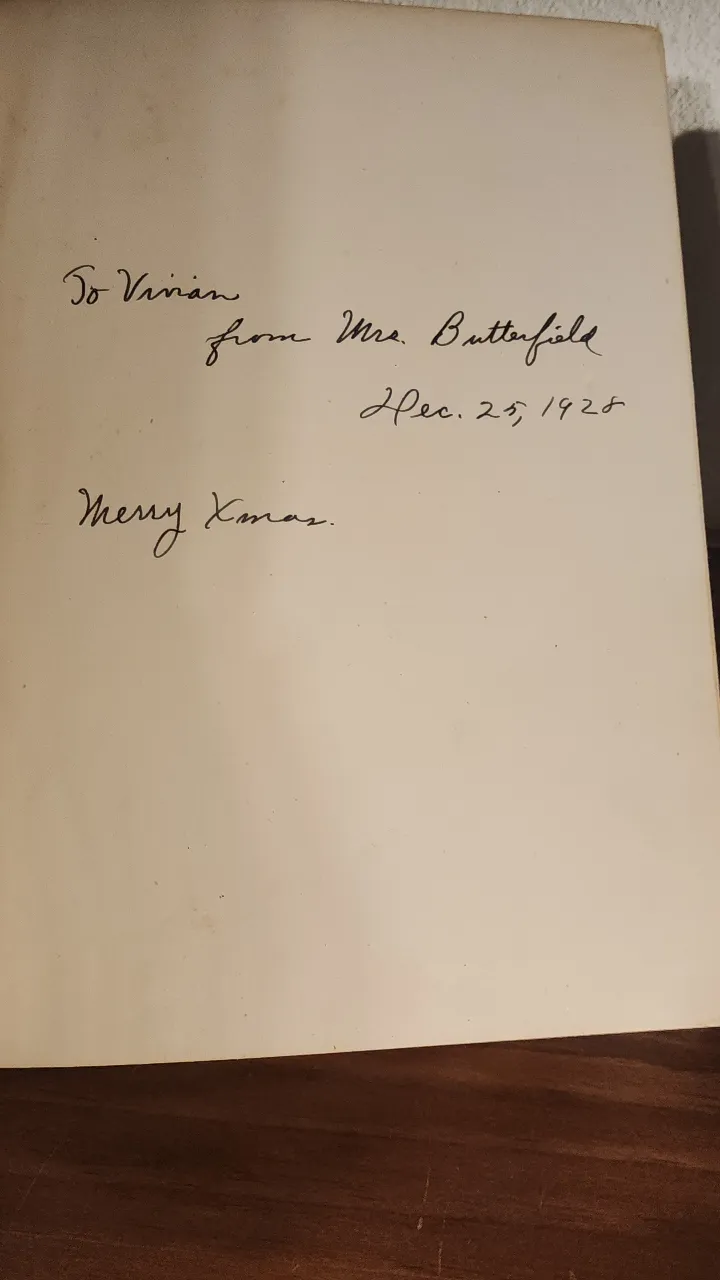 To Vivian
from Mrs. Butterfield
Dec. 25, 1928
Merry Xmas.